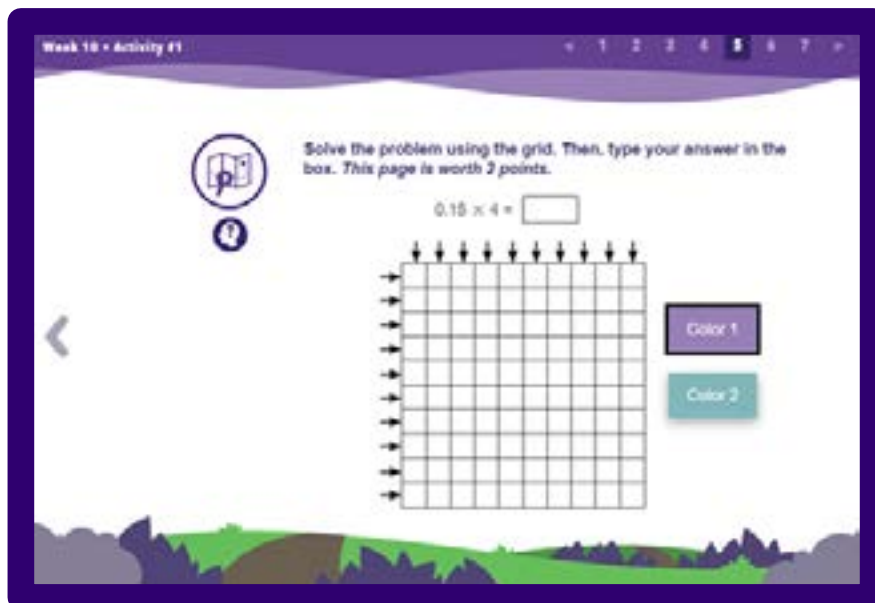 Week 10 • Activity #1
< 1 2 3 4 5 6 7 >
Solve the problem using the grid. Then, type your answer in the
box. This page is worth 2 points.
0.15 × 4 =
Color 1
Color 2